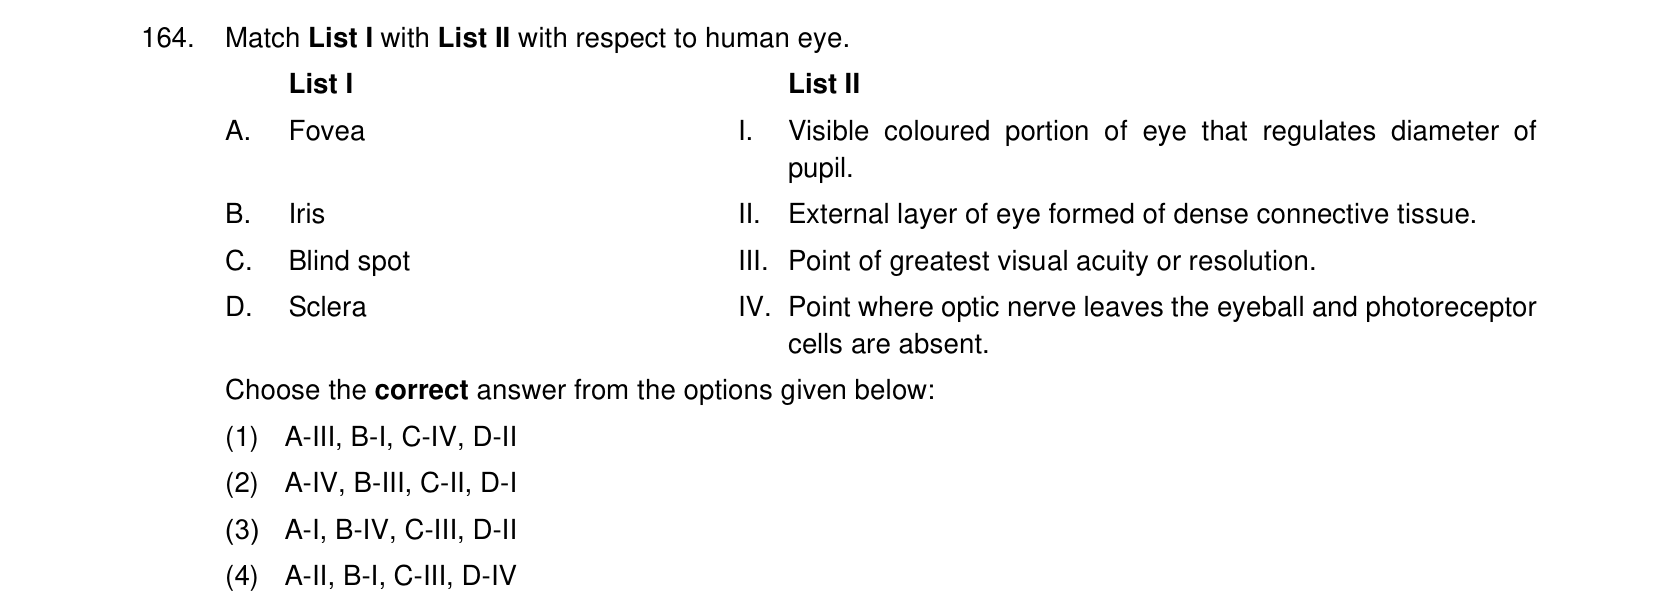 164. Match List I with List II with respect to human eye.
List I List II
A. Fovea I. Visible coloured portion of eye that regulates diameter of
pupil.
B. Iris II. External layer of eye formed of dense connective tissue.
C. Blind spot III. Point of greatest visual acuity or resolution.
D. Sclera IV. Point where optic nerve leaves the eyeball and photoreceptor
cells are absent.
Choose the correct answer from the options given below:
(1) A-III, B-I, C-IV, D-II
(2) A-IV, B-III, C-II, D-I
(3) A-I, B-IV, C-III, D-II
(4) A-II, B-I, C-III, D-IV